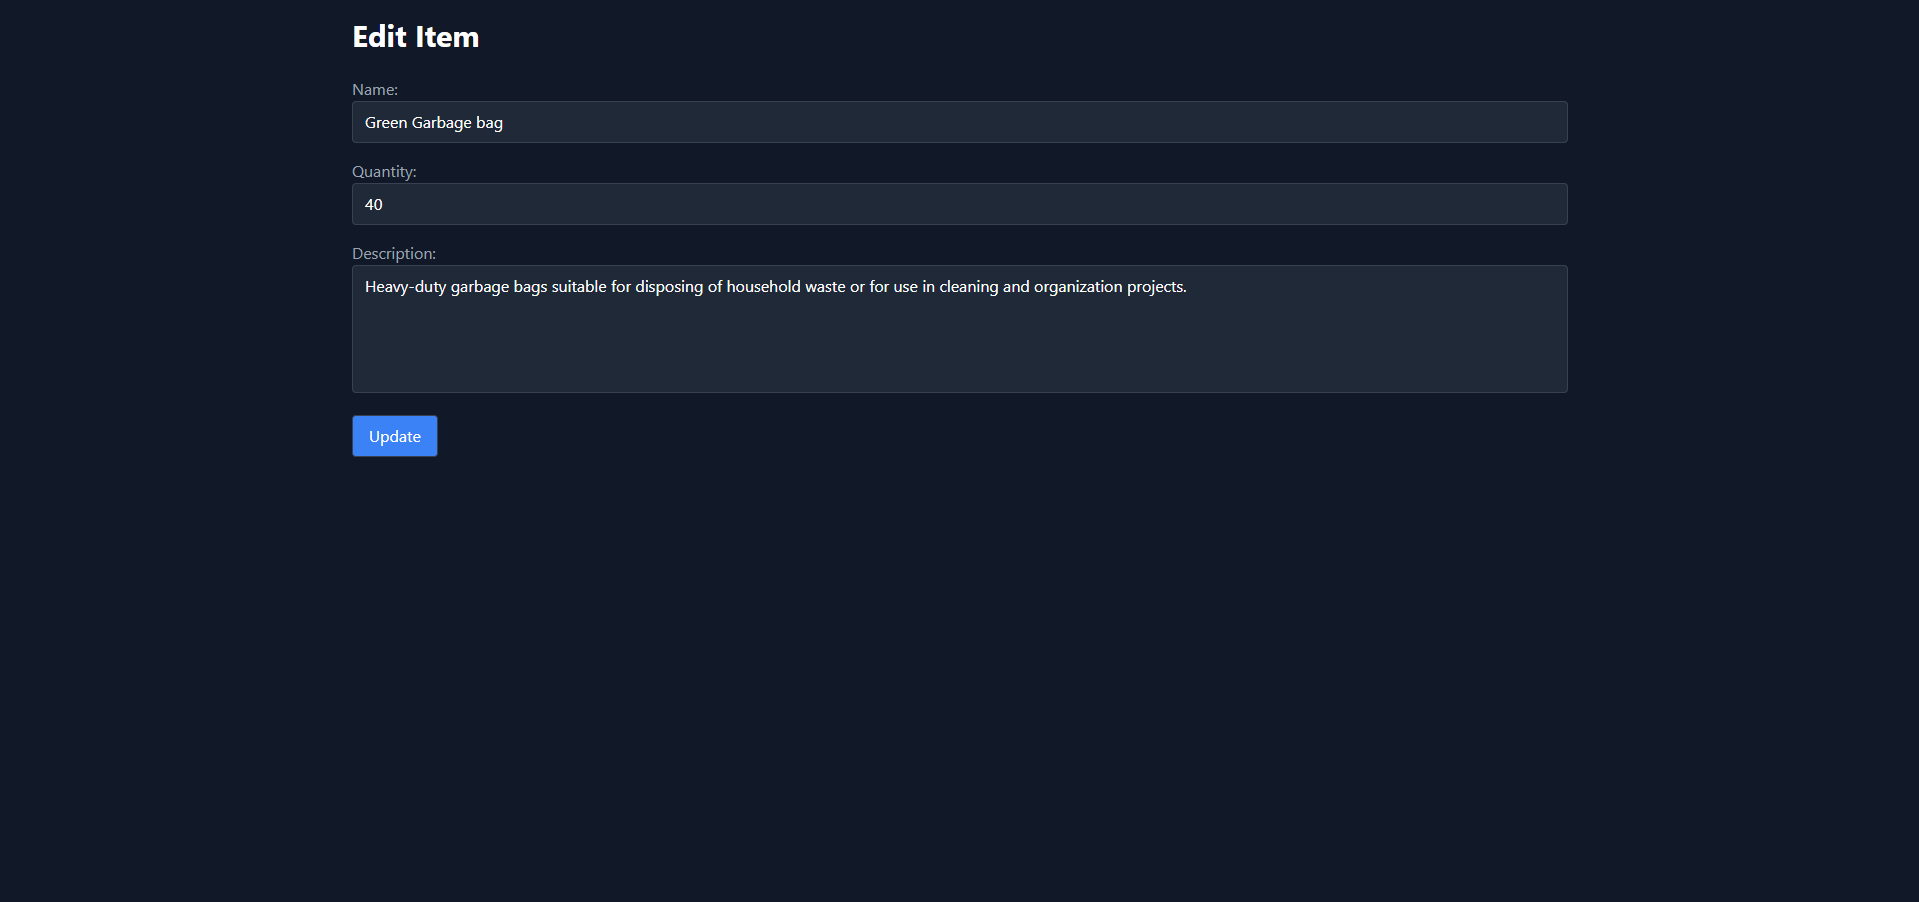 Edit Item
Name:
Green Garbage bag
Quantity:
40
Description:
Heavy-duty garbage bags suitable for disposing of household waste or for use in cleaning and organization projects.
Update